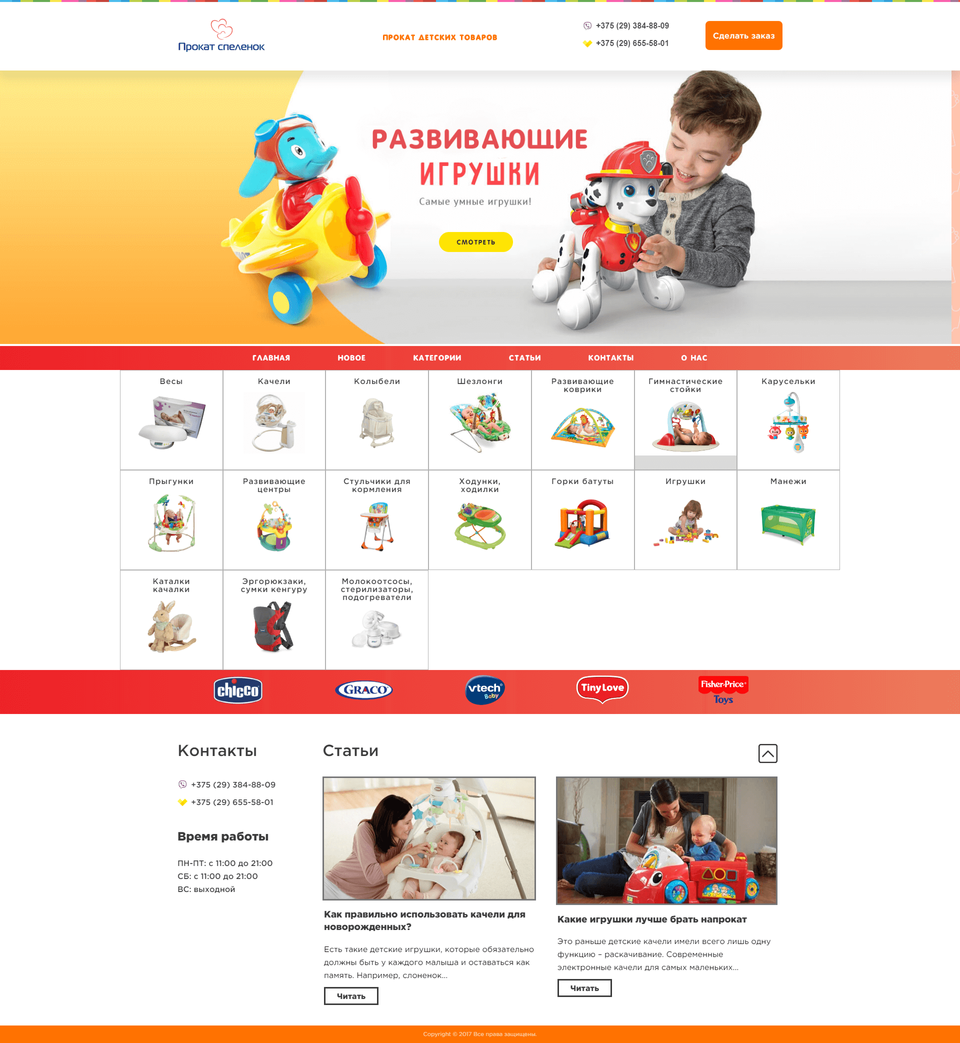 Прокат спеленок
ПРОКАТ ДЕТСКИХ ТОВАРОВ
+375 (29) 384-88-09
+375 (29) 655-58-01
Сделать заказ
РАЗВИВАЮЩИЕ
ИГРУШКИ
Самые умные игрушки!
СМОТРЕТЬ
ГЛАВНАЯ НОВОЕ КАТЕГОРИИ СТАТЬИ КОНТАКТЫ О НАС
Весы
Качели
Колыбели
Шезлонги
Развивающие
коврики
Гимнастические
стойки
Карусельки
Прыгунки
Развивающие
центры
Стульчики для
кормления
Ходунки,
ходилки
Горки батуты
Игрушки
Манежи
Каталки
качалки
Эргорюкзаки,
сумки кенгуру
Молокоотсосы,
стерилизаторы,
подогреватели
chicco
GRACO
vtech
Baby
Tiny Love
Fisher-Price
Toys
Контакты
+375 (29) 384-88-09
+375 (29) 655-58-01
Время работы
ПН-ПТ: с 11:00 до 21:00
СБ: с 11:00 до 21:00
ВС: выходной
Статьи
Как правильно использовать качели для
новорожденных?
Есть такие детские игрушки, которые обязательно
должны быть у каждого малыша и оставаться как
память. Например, слоненок...
Читать
Какие игрушки лучше брать напрокат
Это раньше детские качели имели всего лишь одну
функцию – раскачивание. Современные
электронные качели для самых маленьких...
Читать
Copyright © 2017 Все права защищены.